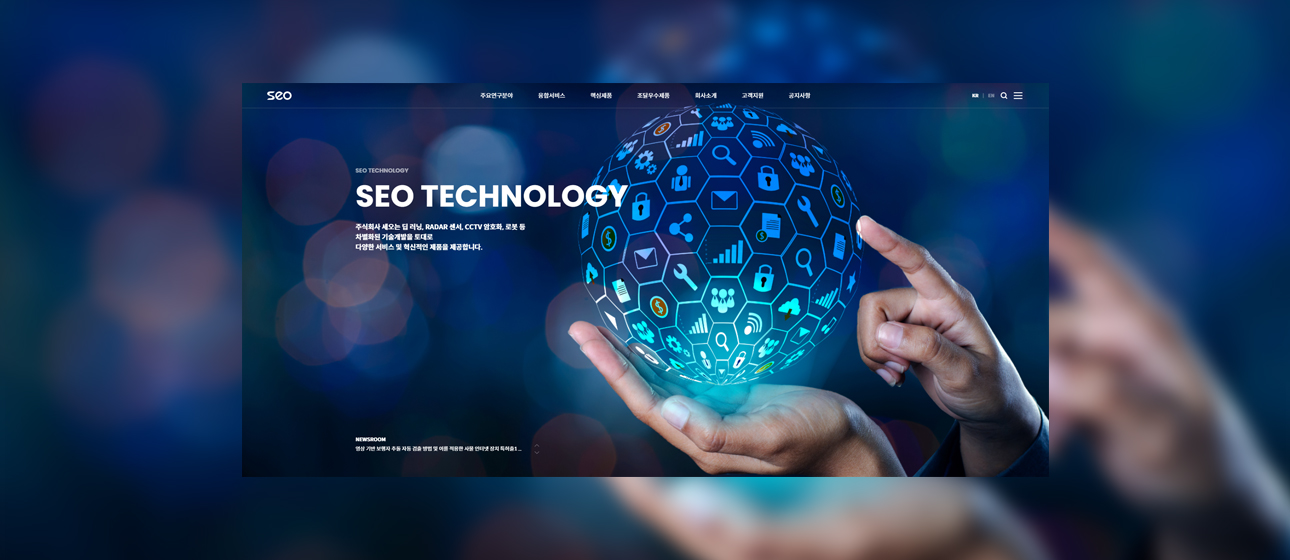 seo
주요연구분야 융합서비스 핵심제품 조달우수제품 회사소개 고객지원 공지사항
KR | EN
SEO TECHNOLOGY
SEO TECHNOLOGY
주식회사 세오는 딥 러닝, RADAR 센서, CCTV 암호화, 로봇 등
차별화된 기술개발을 토대로
다양한 서비스 및 혁신적인 제품을 제공합니다.
NEWSROOM
영상 기반 보행자 추돌 자동 검출 방법 및 이를 적용한 사물 인터넷 장치 특허출1...